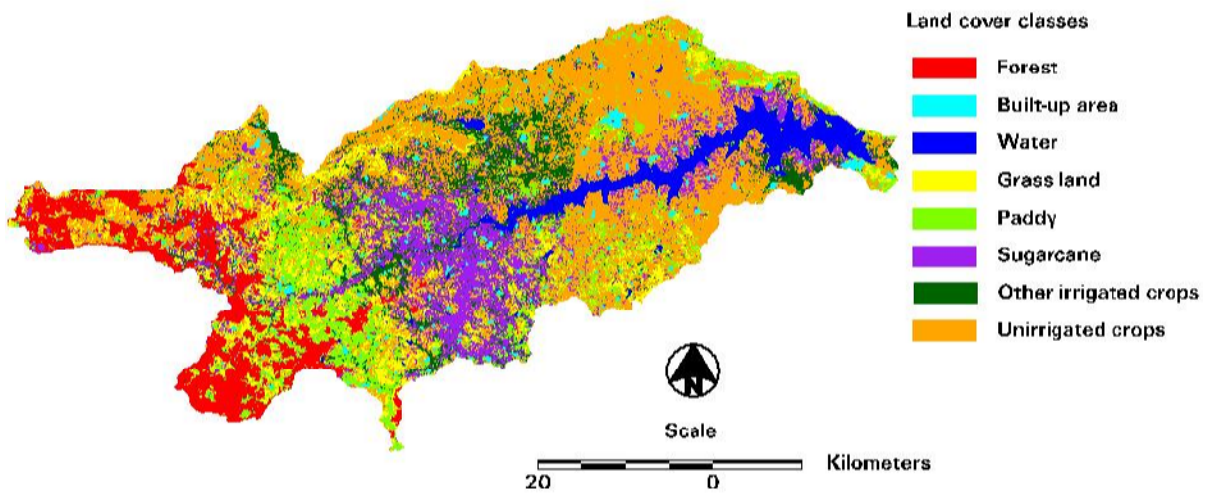 Land cover classes
Forest
Built-up area
Water
Grass land
Paddy
Sugarcane
Other irrigated crops
Unirrigated crops
N
Scale
Kilometers
20 0